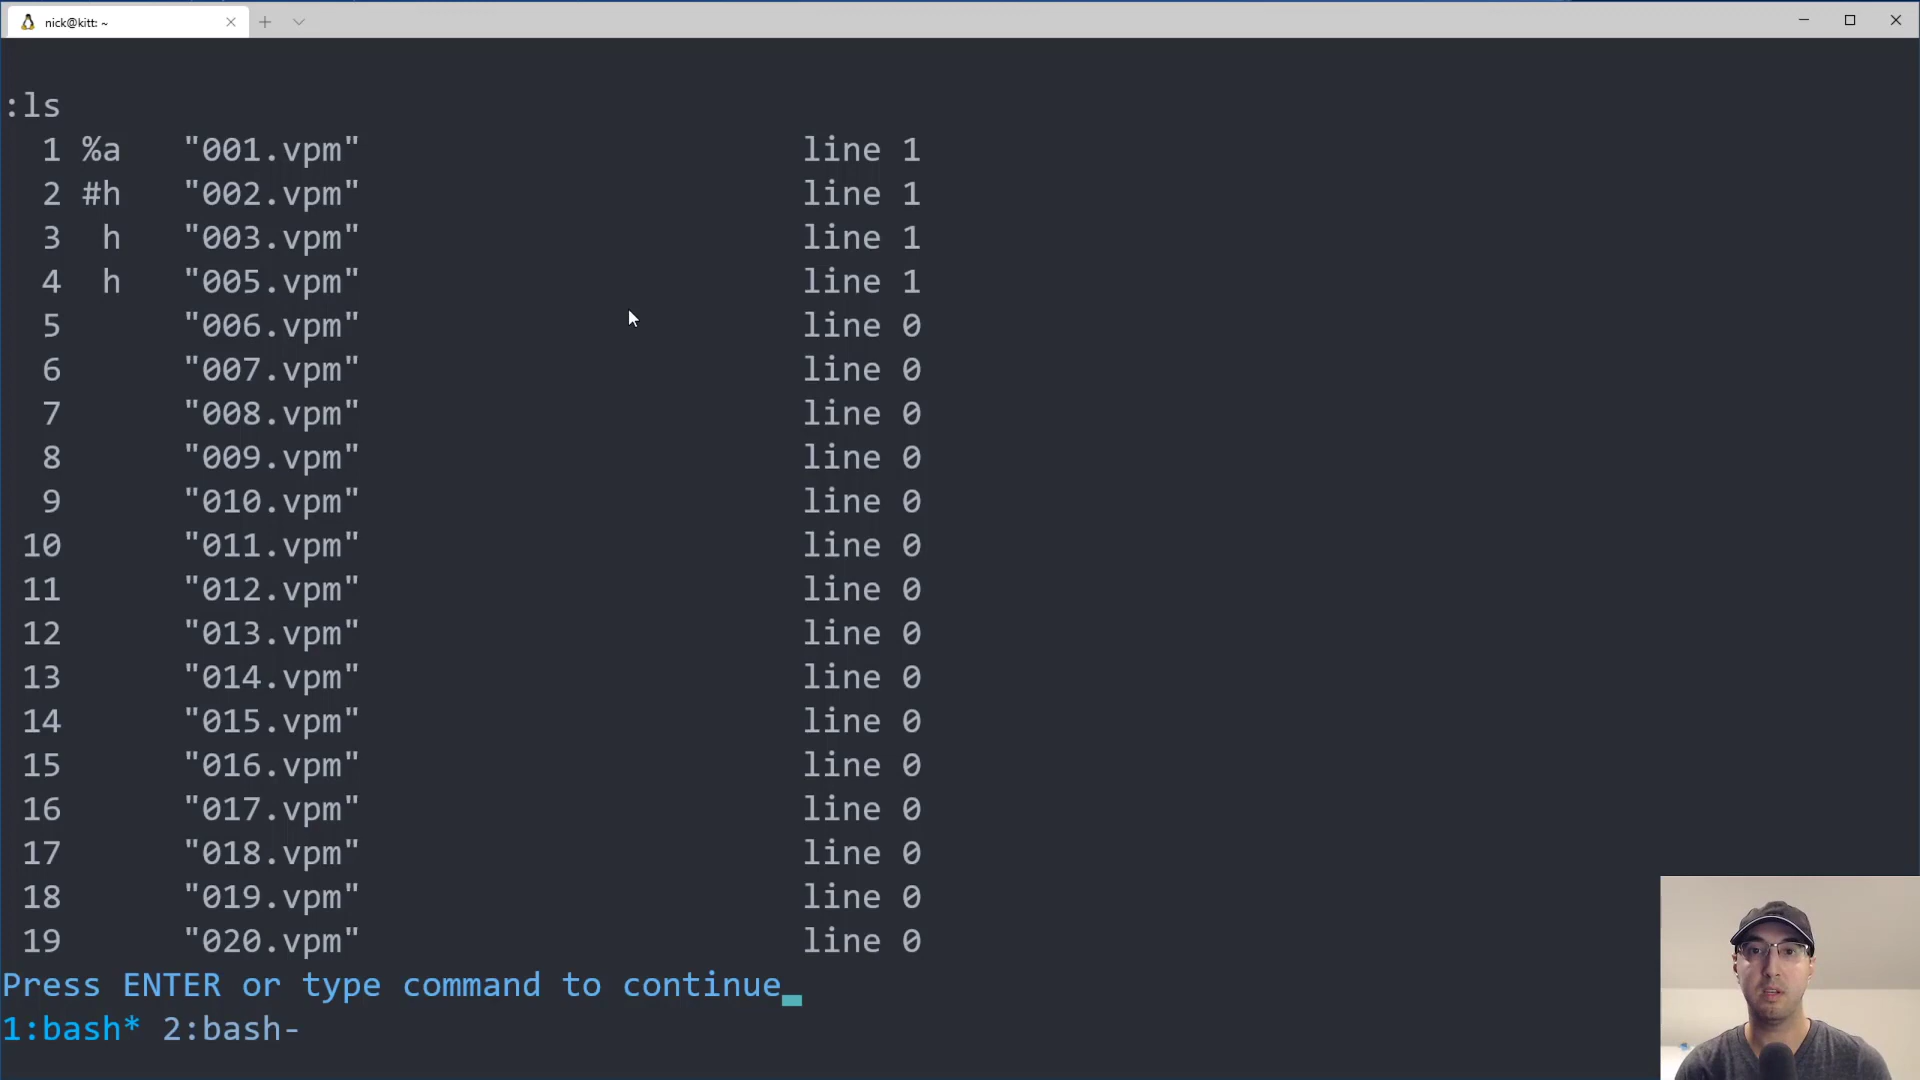 nick@kitt: ~
:ls
1 %a "001.vpm" line 1
2 #h "002.vpm" line 1
3 h "003.vpm" line 1
4 h "005.vpm" line 1
5 "006.vpm" line 0
6 "007.vpm" line 0
7 "008.vpm" line 0
8 "009.vpm" line 0
9 "010.vpm" line 0
10 "011.vpm" line 0
11 "012.vpm" line 0
12 "013.vpm" line 0
13 "014.vpm" line 0
14 "015.vpm" line 0
15 "016.vpm" line 0
16 "017.vpm" line 0
17 "018.vpm" line 0
18 "019.vpm" line 0
19 "020.vpm" line 0
Press ENTER or type command to continue
1:bash* 2:bash-